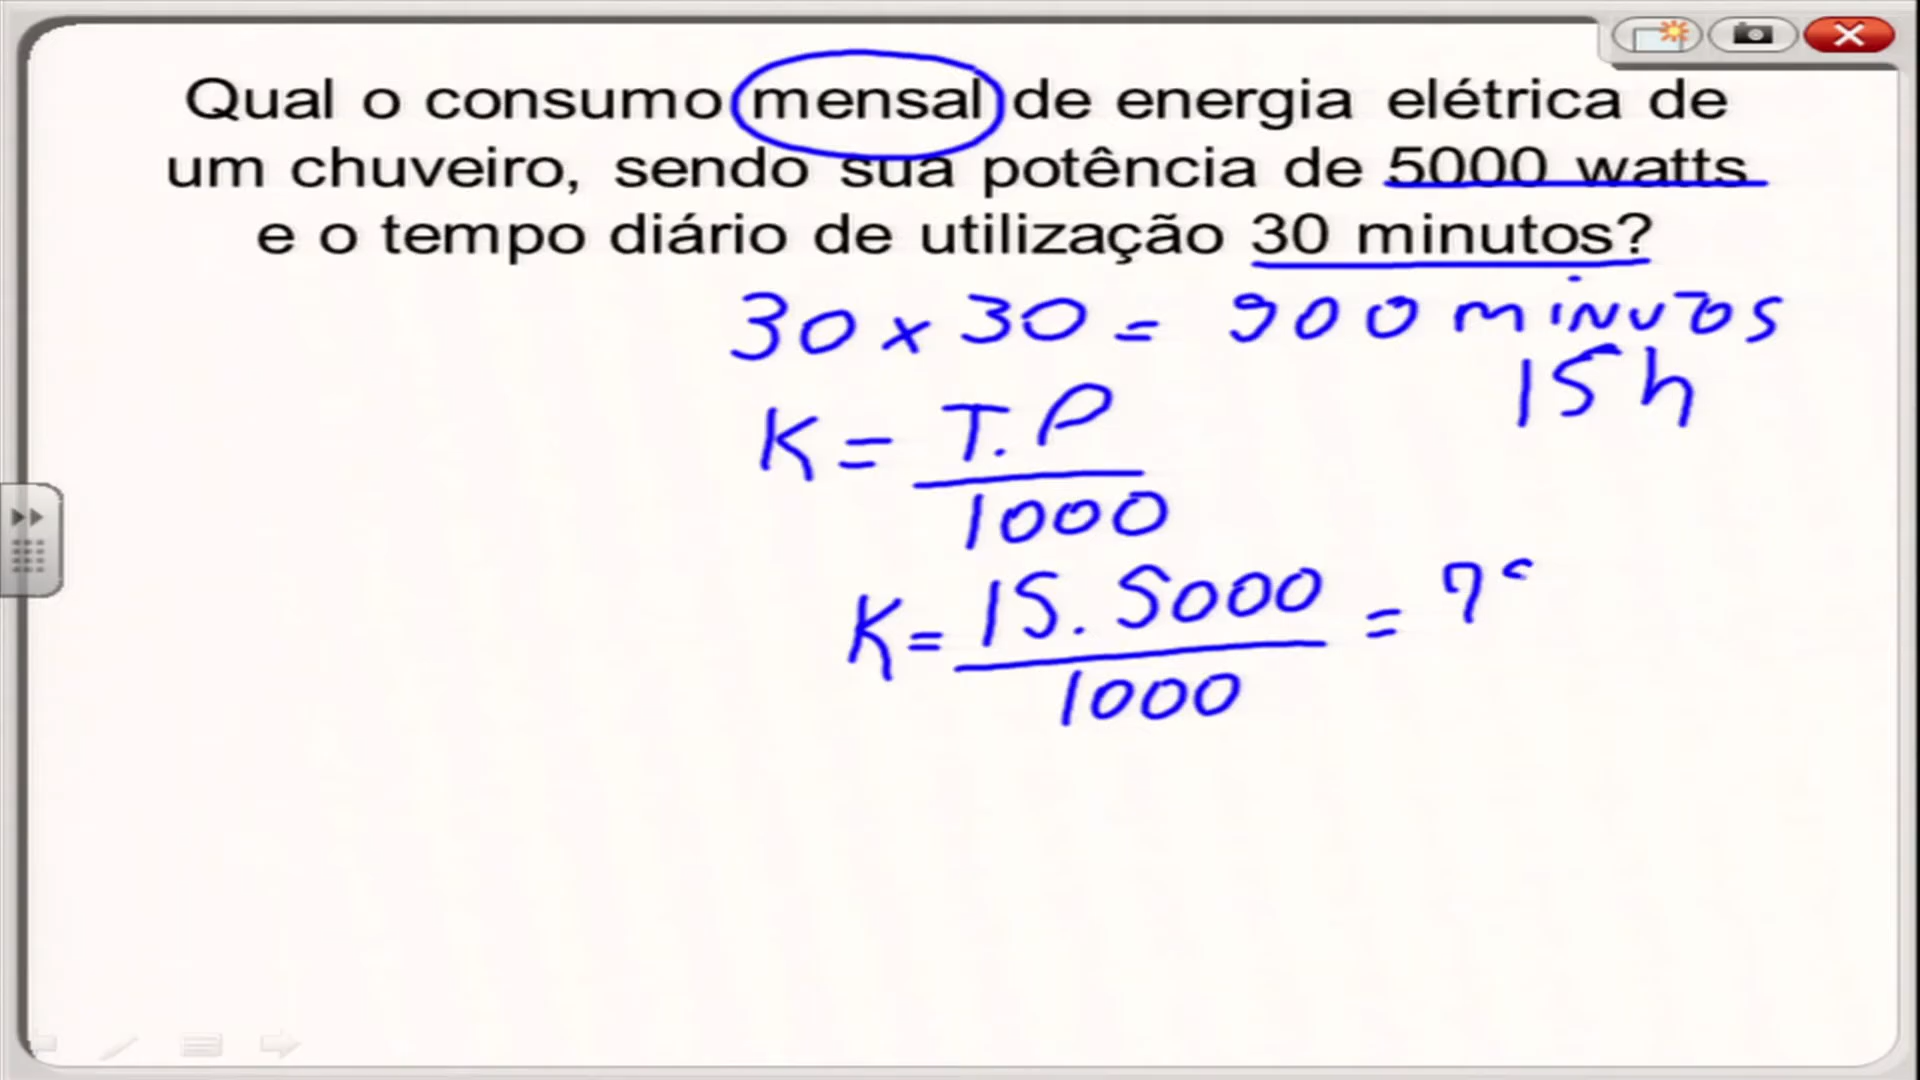 Qual o consumo mensal de energia elétrica de
um chuveiro, sendo sua potência de 5000 watts
e o tempo diário de utilização 30 minutos?
30 x 30 = 900 minutos
15 h
K = T. P
1000
K = 15. 5000 = 7
1000